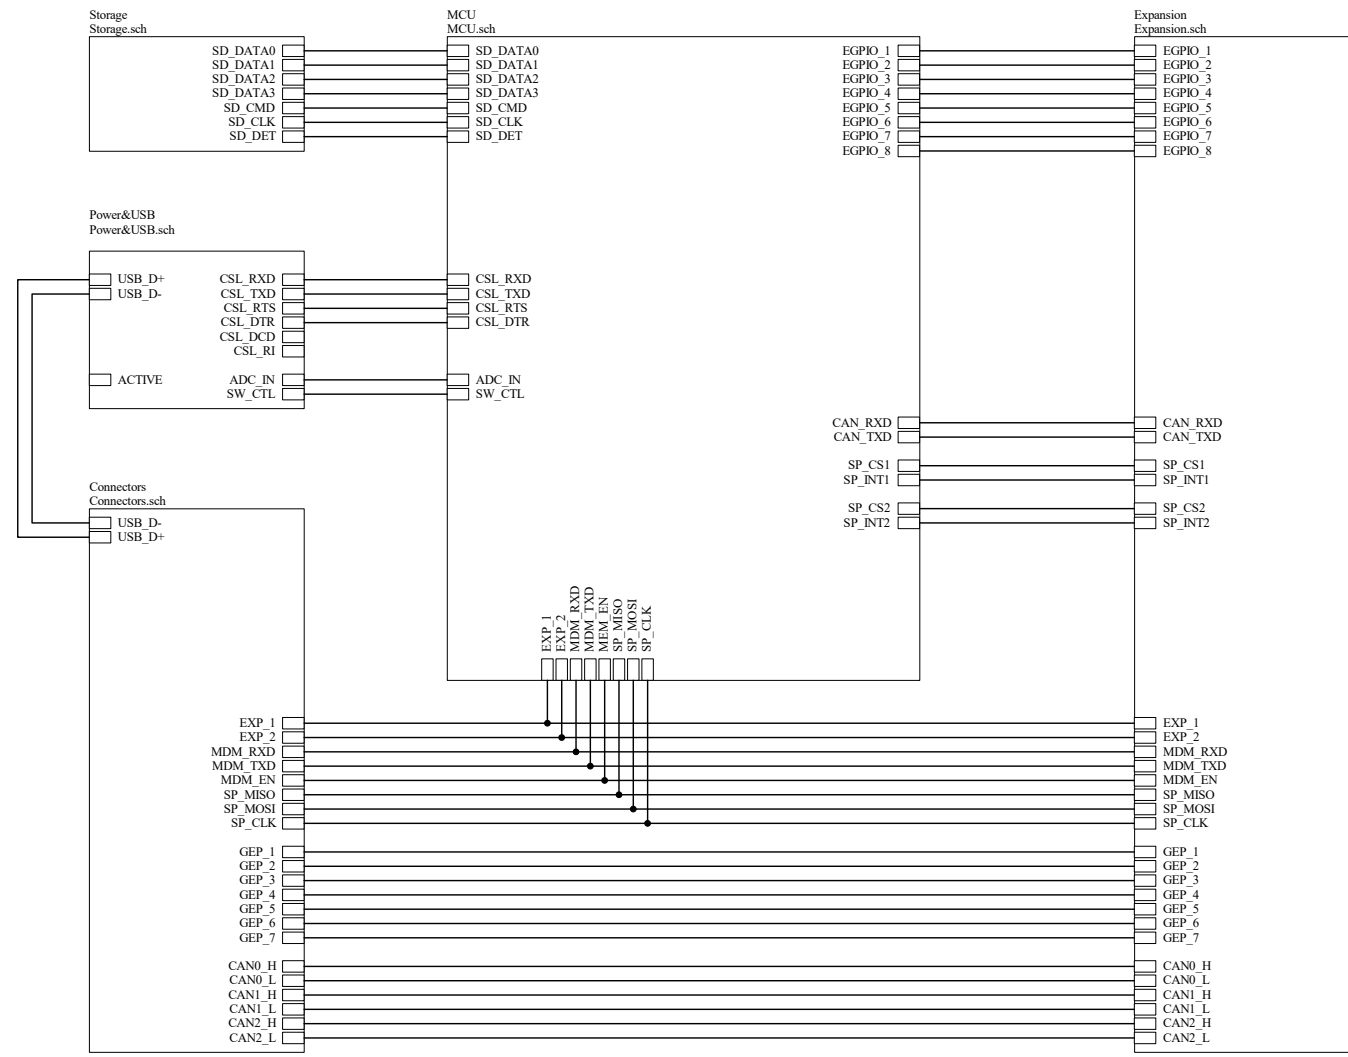 Storage
Storage.sch
SD_DATA0
SD_DATA1
SD_DATA2
SD_DATA3
SD_CMD
SD_CLK
SD_DET
Power&USB
Power&USB.sch
USB_D+
USB_D-
ACTIVE
CSL_RXD
CSL_TXD
CSL_RTS
CSL_DTR
CSL_DCD
CSL_RI
ADC_IN
SW_CTL
Connectors
Connectors.sch
USB_D-
USB_D+
EXP_1
EXP_2
MDM_RXD
MDM_TXD
MDM_EN
SP_MISO
SP_MOSI
SP_CLK
GEP_1
GEP_2
GEP_3
GEP_4
GEP_5
GEP_6
GEP_7
CAN0_H
CAN0_L
CAN1_H
CAN1_L
CAN2_H
CAN2_L
MCU
MCU.sch
SD_DATA0
SD_DATA1
SD_DATA2
SD_DATA3
SD_CMD
SD_CLK
SD_DET
CSL_RXD
CSL_TXD
CSL_RTS
CSL_DTR
ADC_IN
SW_CTL
EGPIO_1
EGPIO_2
EGPIO_3
EGPIO_4
EGPIO_5
EGPIO_6
EGPIO_7
EGPIO_8
CAN_RXD
CAN_TXD
SP_CS1
SP_INT1
SP_CS2
SP_INT2
EXP_1
EXP_2
MDM_RXD
MDM_TXD
MEM_EN
SP_MISO
SP_MOSI
SP_CLK
Expansion
Expansion.sch
EGPIO_1
EGPIO_2
EGPIO_3
EGPIO_4
EGPIO_5
EGPIO_6
EGPIO_7
EGPIO_8
CAN_RXD
CAN_TXD
SP_CS1
SP_INT1
SP_CS2
SP_INT2
EXP_1
EXP_2
MDM_RXD
MDM_TXD
MDM_EN
SP_MISO
SP_MOSI
SP_CLK
GEP_1
GEP_2
GEP_3
GEP_4
GEP_5
GEP_6
GEP_7
CAN0_H
CAN0_L
CAN1_H
CAN1_L
CAN2_H
CAN2_L